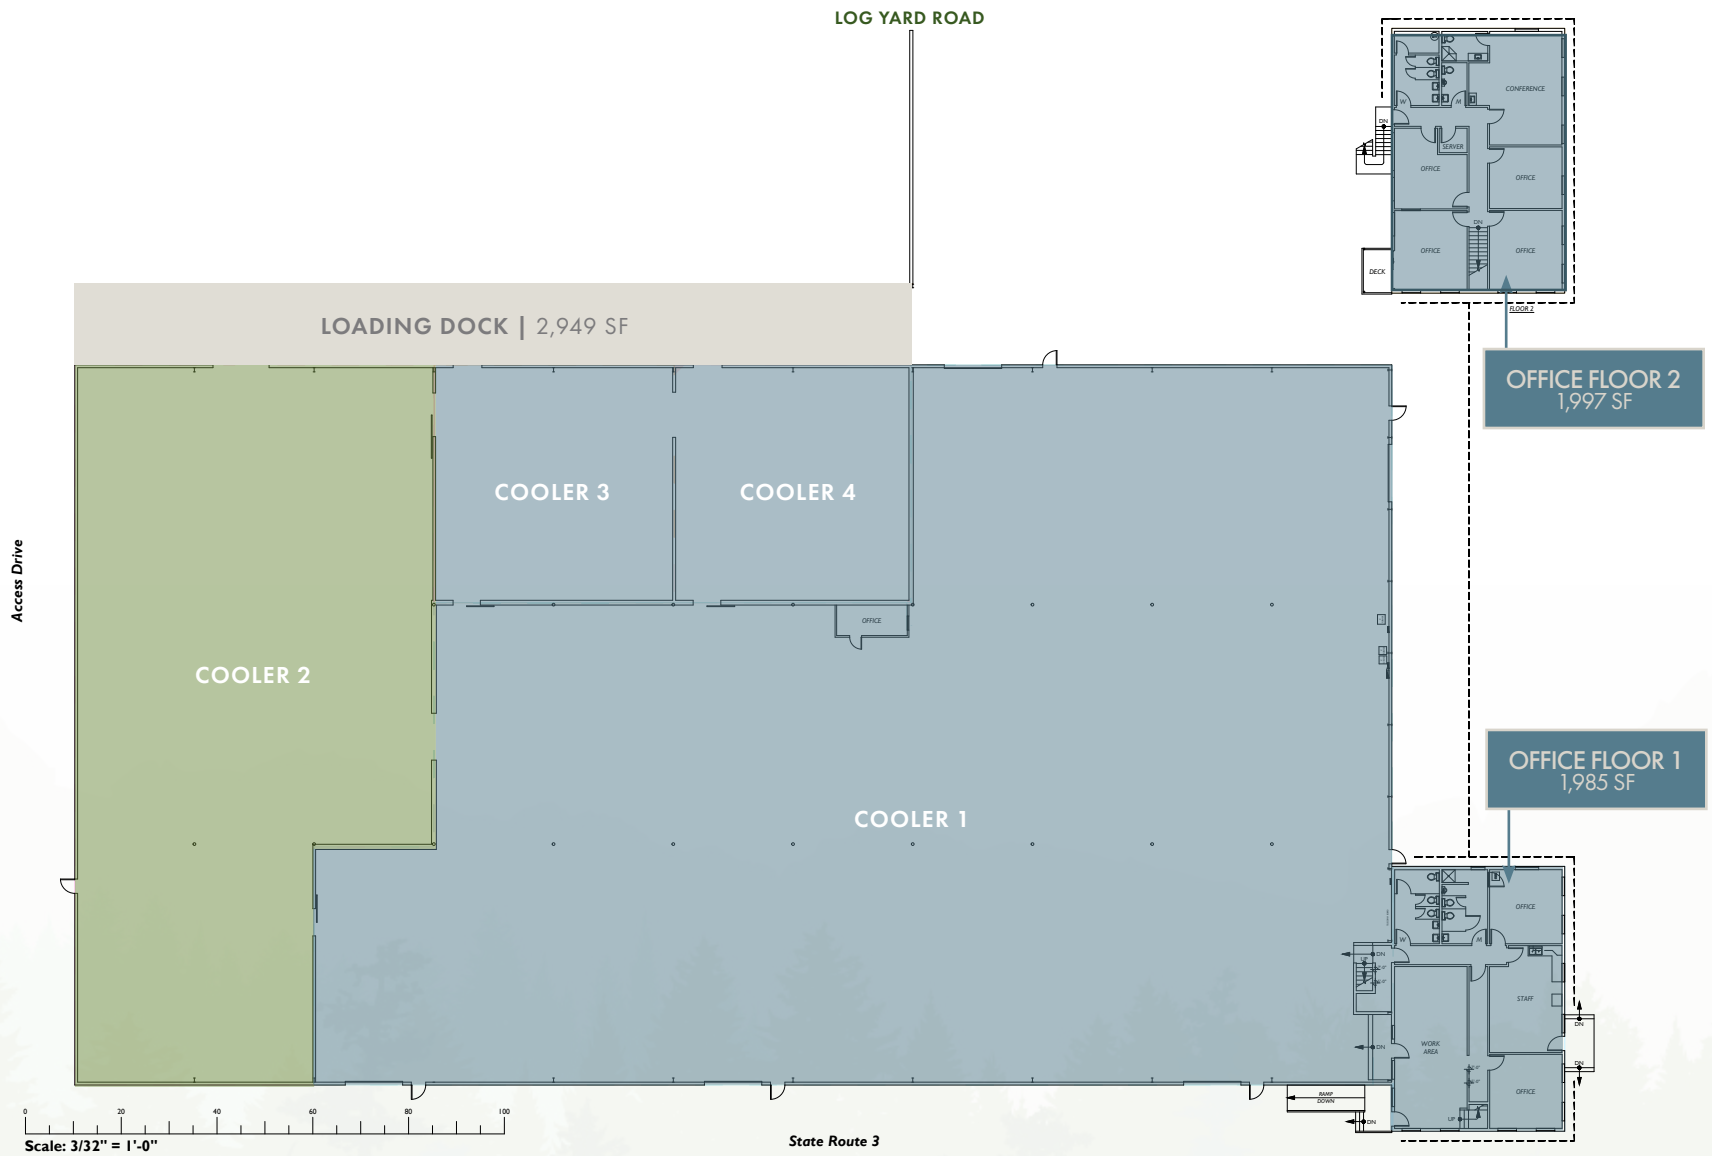 LOG YARD ROAD
CONFERENCE
W
M
DN
SERVER
OFFICE
OFFICE
DN
OFFICE
OFFICE
DECK
FLOOR 2
LOADING DOCK | 2,949 SF
OFFICE FLOOR 2
1,997 SF
COOLER 3
COOLER 4
Access Drive
OFFICE
COOLER 2
OFFICE FLOOR 1
1,985 SF
COOLER 1
OFFICE
W
M
DN
UP
STAFF
DN
DN
WORK
AREA
DN
OFFICE
RAMP
DOWN
UP
DN
0 20 40 60 80 100
Scale: 3/32" = 1'-0"
State Route 3